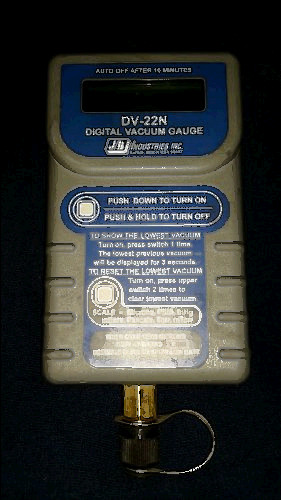 AUTO OFF AFTER 10 MINUTES
DV-22N
DIGITAL VACUUM GAUGE
J/B INDUSTRIES INC.
PUSH DOWN TO TURN ON
PUSH & HOLD TO TURN OFF
TO SHOW THE LOWEST VACUUM
Turn on, press switch 1 time.
The lowest previous vacuum
will be displayed for 3 seconds.
TO RESET THE LOWEST VACUUM
Turn on, press upper
switch 2 times to
clear lowest vacuum.
SCALE =